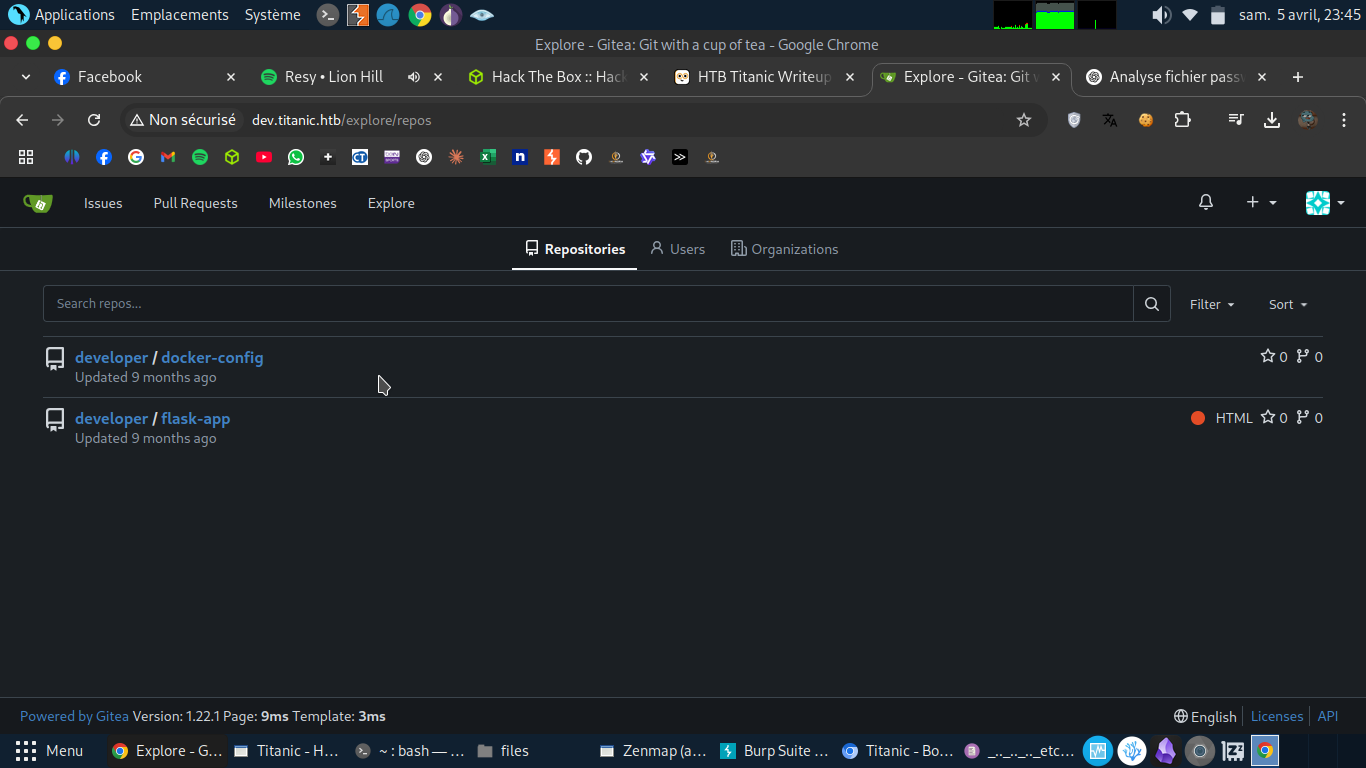 Applications Emplacements Système sam. 5 avril, 23:45
Explore - Gitea: Git with a cup of tea - Google Chrome
Facebook Resy • Lion Hill Hack The Box :: Hack HTB Titanic Writeup Explore - Gitea: Git w Analyse fichier passw
Non sécurisé dev.titanic.htb/explore/repos
Issues Pull Requests Milestones Explore
Repositories Users Organizations
Search repos... Filter Sort
developer / docker-config 0 0
Updated 9 months ago
developer / flask-app HTML 0 0
Updated 9 months ago
Powered by Gitea Version: 1.22.1 Page: 9ms Template: 3ms English Licenses API
Menu Explore - G... Titanic - H... ~ : bash — ... files Zenmap (a... Burp Suite ... Titanic - Bo... _.._.._.._etc...